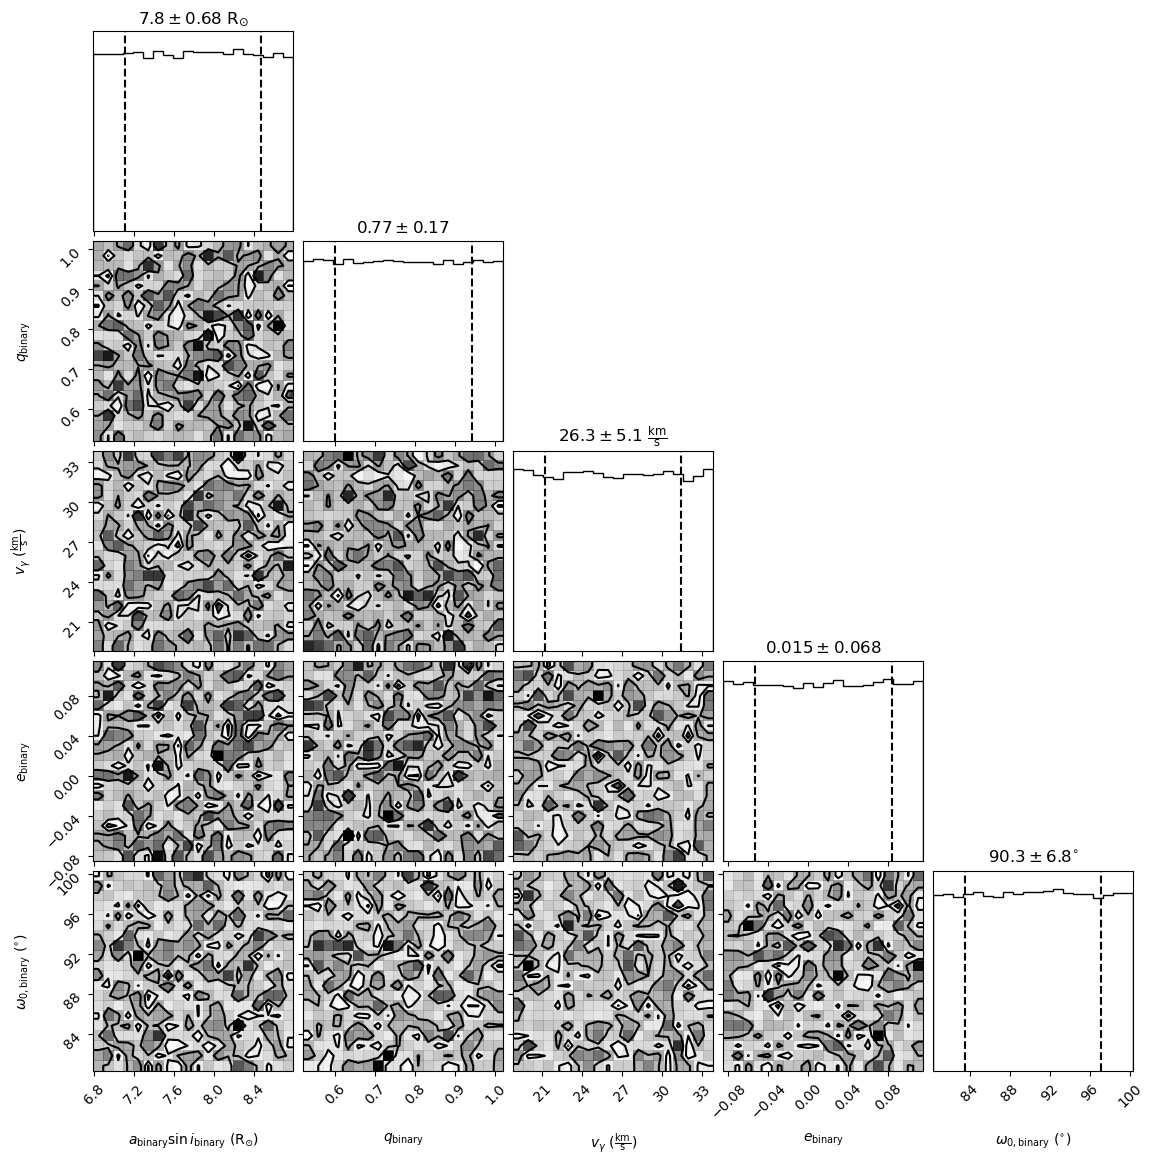 7.8 ± 0.68 R⊙
0.77 ± 0.17
26.3 ± 5.1 km/s
0.015 ± 0.068
90.3 ± 6.8°
q_binary
1.0
0.9
0.8
0.7
0.6
v_γ (km/s)
33
30
27
24
21
e_binary
0.08
0.04
0.00
−0.04
−0.08
ω_0,binary (°)
100
96
92
88
84
6.8 7.2 7.6 8.0 8.4
0.6 0.7 0.8 0.9 1.0
21 24 27 30 33
−0.08 −0.04 0.00 0.04 0.08
84 88 92 96 100
a_binary sin i_binary (R⊙)
q_binary
v_γ (km/s)
e_binary
ω_0,binary (°)